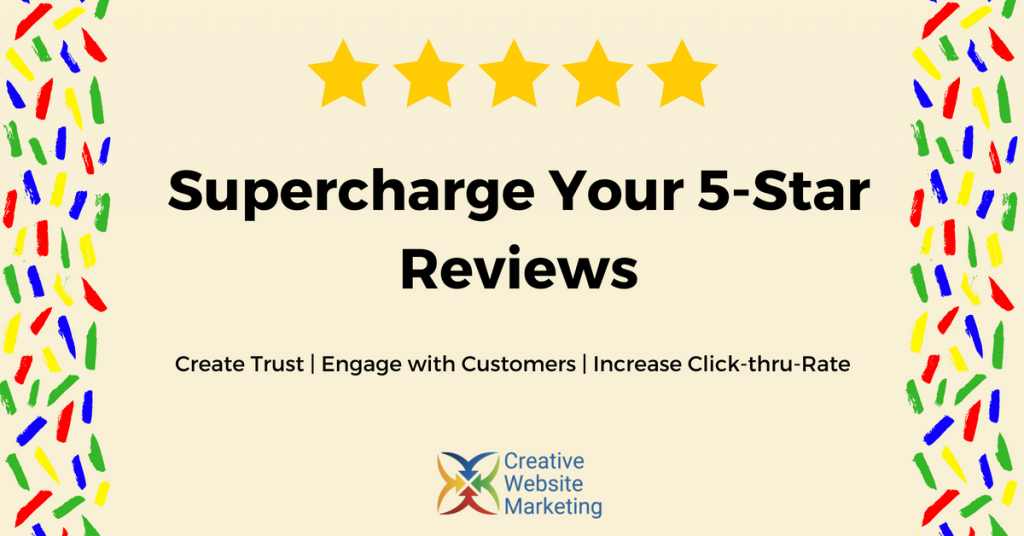 Supercharge Your 5-Star
Reviews
Create Trust | Engage with Customers | Increase Click-thru-Rate
Creative
Website
Marketing